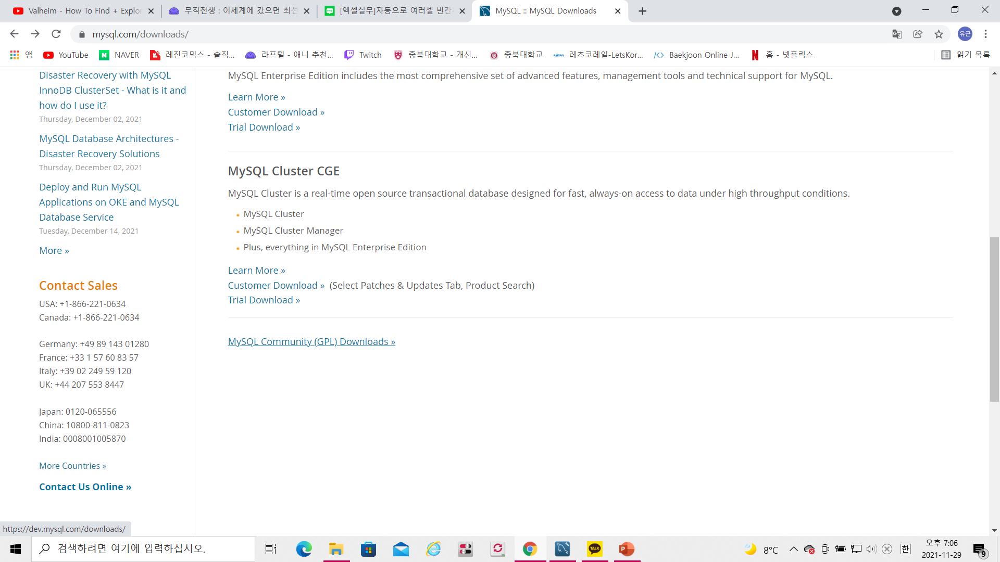 Valheim - How To Find + Explor
무직전생 : 이세계에 갔으면 최선
[엑셀실무]자동으로 여러셀 빈칸
MySQL :: MySQL Downloads
mysql.com/downloads/
유근
앱
YouTube
NAVER
레진코믹스 - 솔직...
라프텔 - 애니 추천...
Twitch
충북대학교 - 개신...
충북대학교
레츠코레일-LetsKor...
Baekjoon Online J...
홈 - 넷플릭스
읽기 목록
Disaster Recovery with MySQL
InnoDB ClusterSet - What is it and
how do I use it?
Thursday, December 02, 2021
MySQL Database Architectures -
Disaster Recovery Solutions
Thursday, December 02, 2021
Deploy and Run MySQL
Applications on OKE and MySQL
Database Service
Tuesday, December 14, 2021
More »
Contact Sales
USA: +1-866-221-0634
Canada: +1-866-221-0634
Germany: +49 89 143 01280
France: +33 1 57 60 83 57
Italy: +39 02 249 59 120
UK: +44 207 553 8447
Japan: 0120-065556
China: 10800-811-0823
India: 0008001005870
More Countries »
Contact Us Online »
MySQL Enterprise Edition includes the most comprehensive set of advanced features, management tools and technical support for MySQL.
Learn More »
Customer Download »
Trial Download »
MySQL Cluster CGE
MySQL Cluster is a real-time open source transactional database designed for fast, always-on access to data under high throughput conditions.
MySQL Cluster
MySQL Cluster Manager
Plus, everything in MySQL Enterprise Edition
Learn More »
Customer Download » (Select Patches & Updates Tab, Product Search)
Trial Download »
MySQL Community (GPL) Downloads »
https://dev.mysql.com/downloads/
검색하려면 여기에 입력하십시오.
TALK
8°C
한
오후 7:06
2021-11-29
9